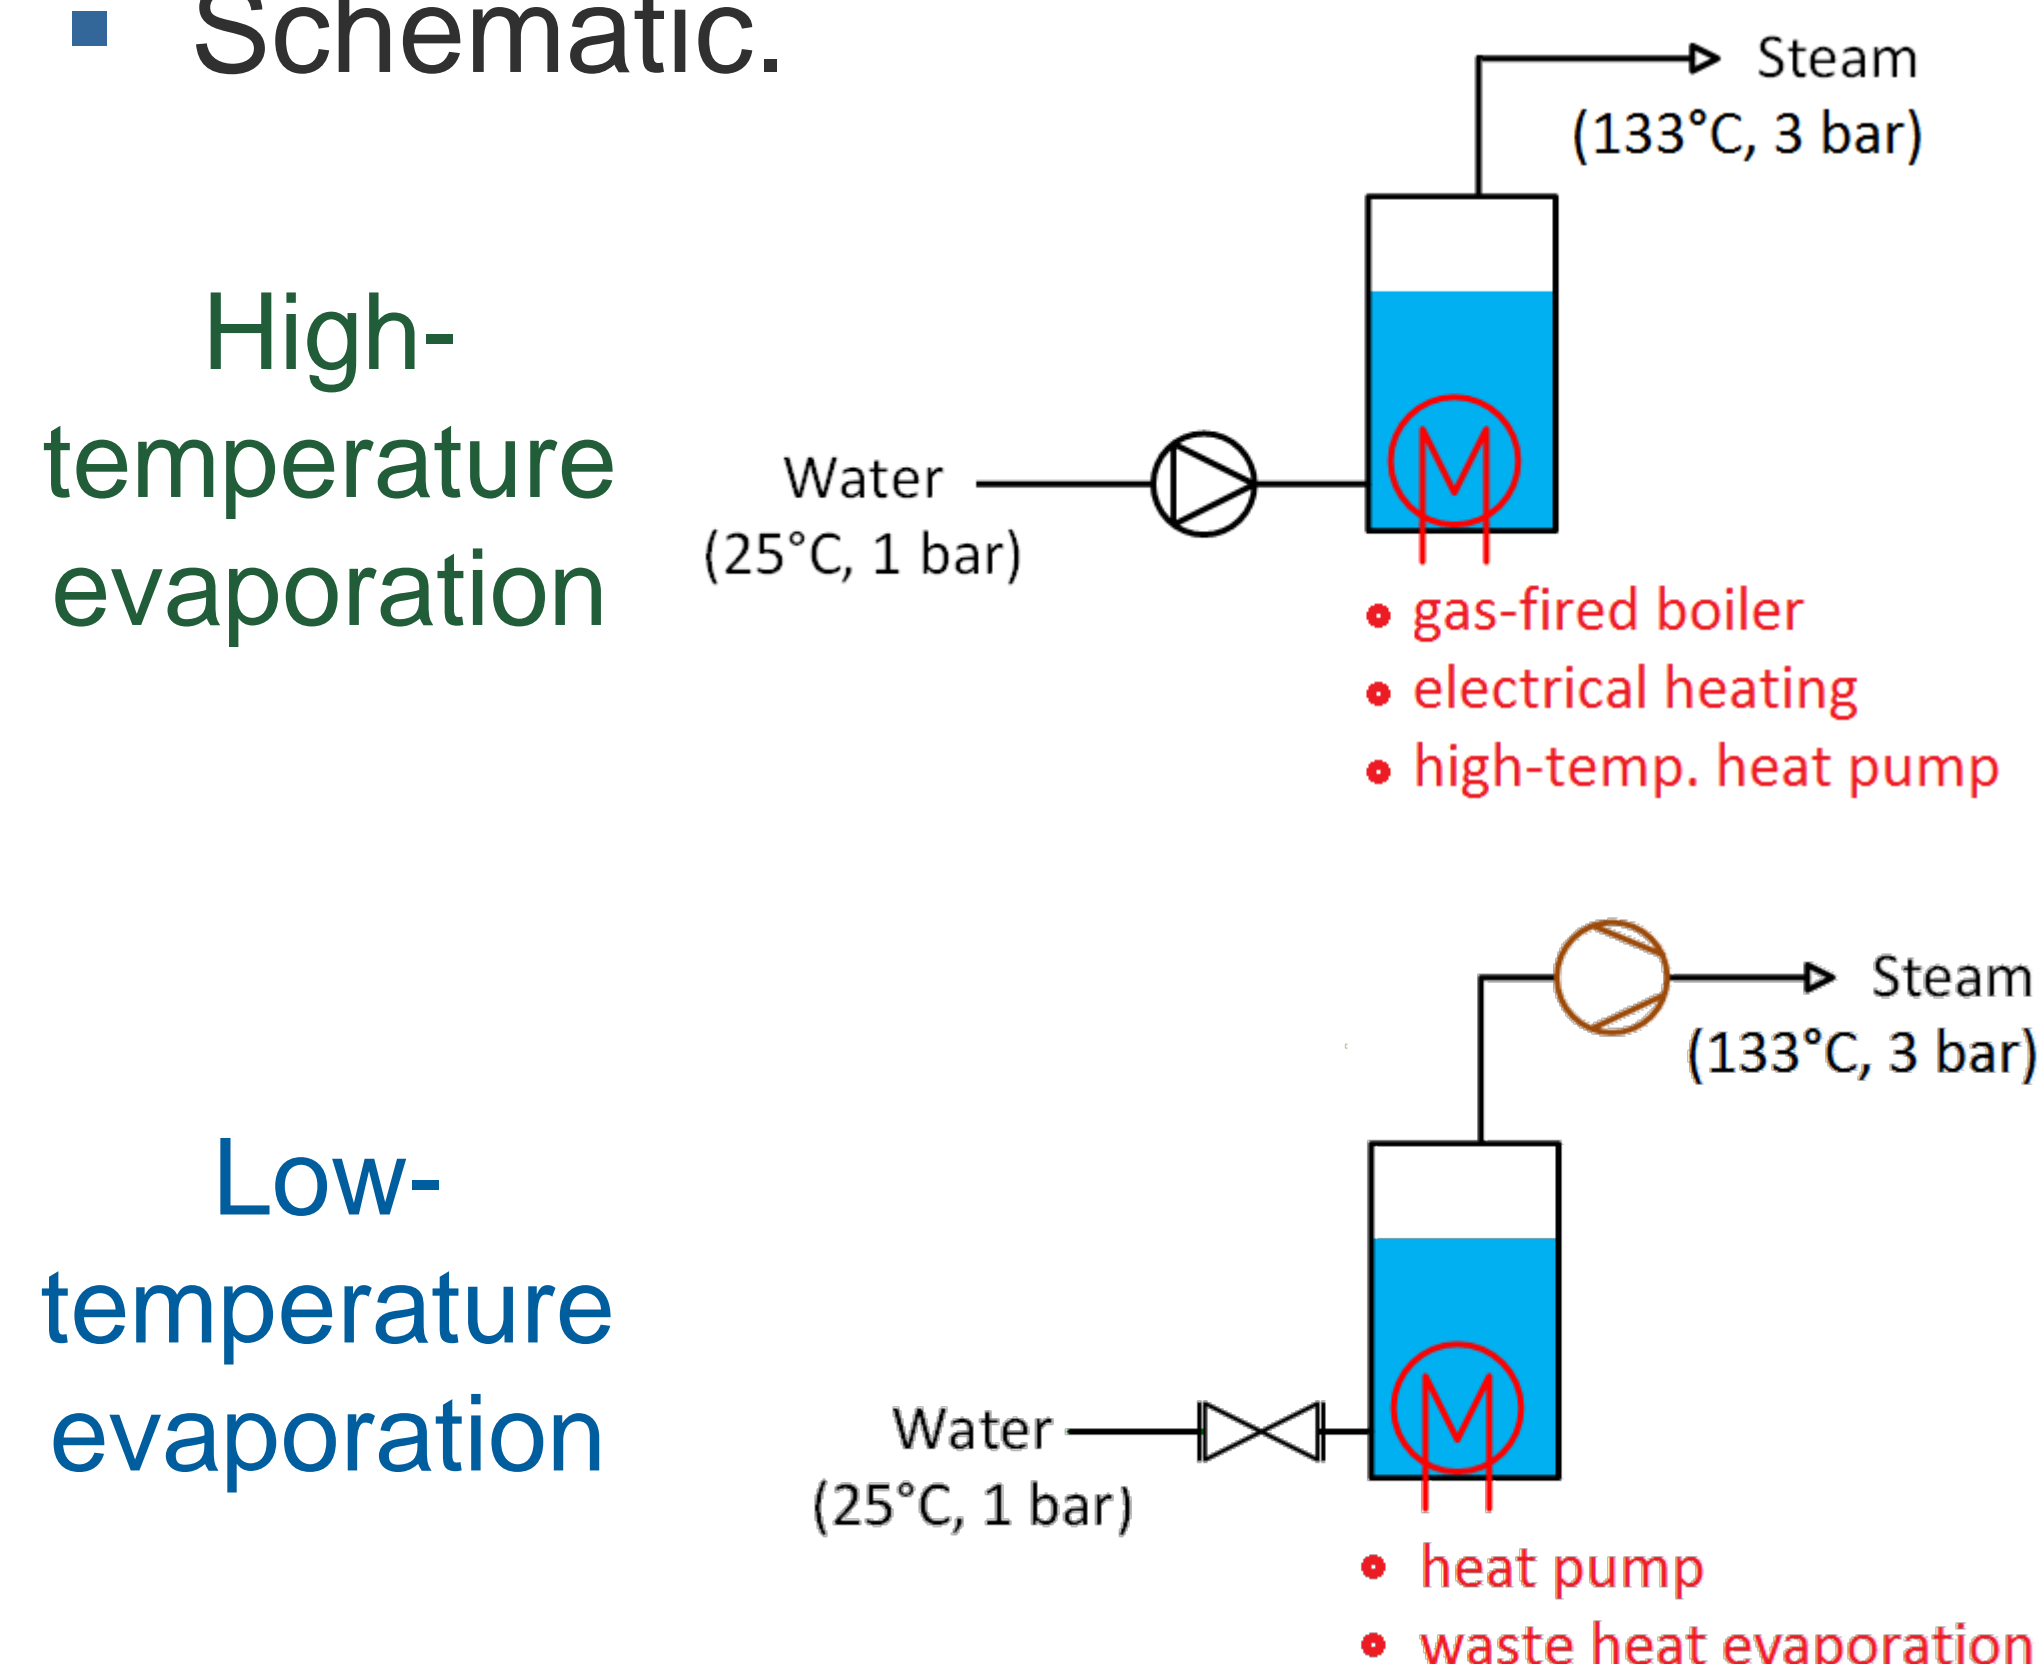 Schematic.
Steam
(133°C, 3 bar)
High-
temperature
evaporation
Water
(25°C, 1 bar)
gas-fired boiler
electrical heating
high-temp. heat pump
Steam
(133°C, 3 bar)
Low-
temperature
evaporation
Water
(25°C, 1 bar)
heat pump
waste heat evaporation